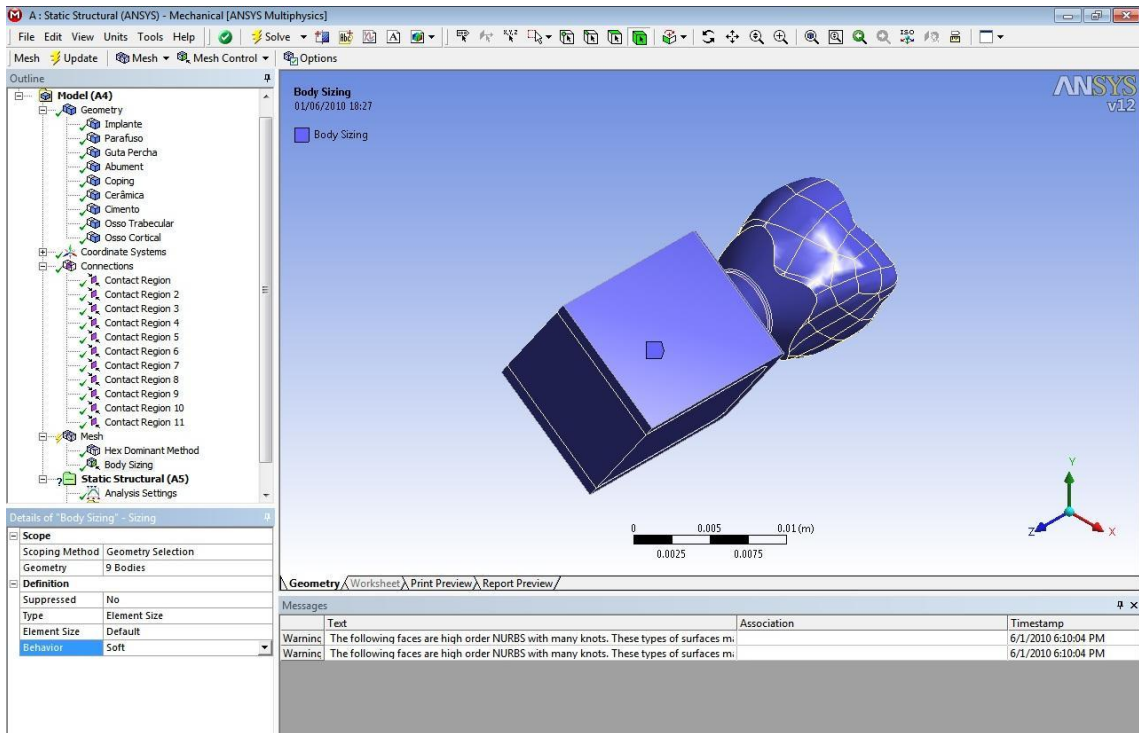 A : Static Structural (ANSYS) - Mechanical [ANSYS Multiphysics]
File Edit View Units Tools Help Solve
Mesh Update Mesh Mesh Control Options
Outline
Model (A4)
Geometry
Implante
Parafuso
Guta Percha
Abument
Coping
Cerâmica
Cimento
Osso Trabecular
Osso Cortical
Coordinate Systems
Connections
Contact Region
Contact Region 2
Contact Region 3
Contact Region 4
Contact Region 5
Contact Region 6
Contact Region 7
Contact Region 8
Contact Region 9
Contact Region 10
Contact Region 11
Mesh
Hex Dominant Method
Body Sizing
Static Structural (A5)
Analysis Settings
Details of "Body Sizing" - Sizing
Scope
Scoping Method Geometry Selection
Geometry 9 Bodies
Definition
Suppressed No
Type Element Size
Element Size Default
Behavior Soft
Body Sizing
01/06/2010 18:27
Body Sizing
ANSYS
v12
Y
Z X
0 0.005 0.01 (m)
0.0025 0.0075
Geometry Worksheet Print Preview Report Preview
Messages
Text Association Timestamp
Warning The following faces are high order NURBS with many knots. These types of surfaces m 6/1/2010 6:10:04 PM
Warning The following faces are high order NURBS with many knots. These types of surfaces m 6/1/2010 6:10:04 PM